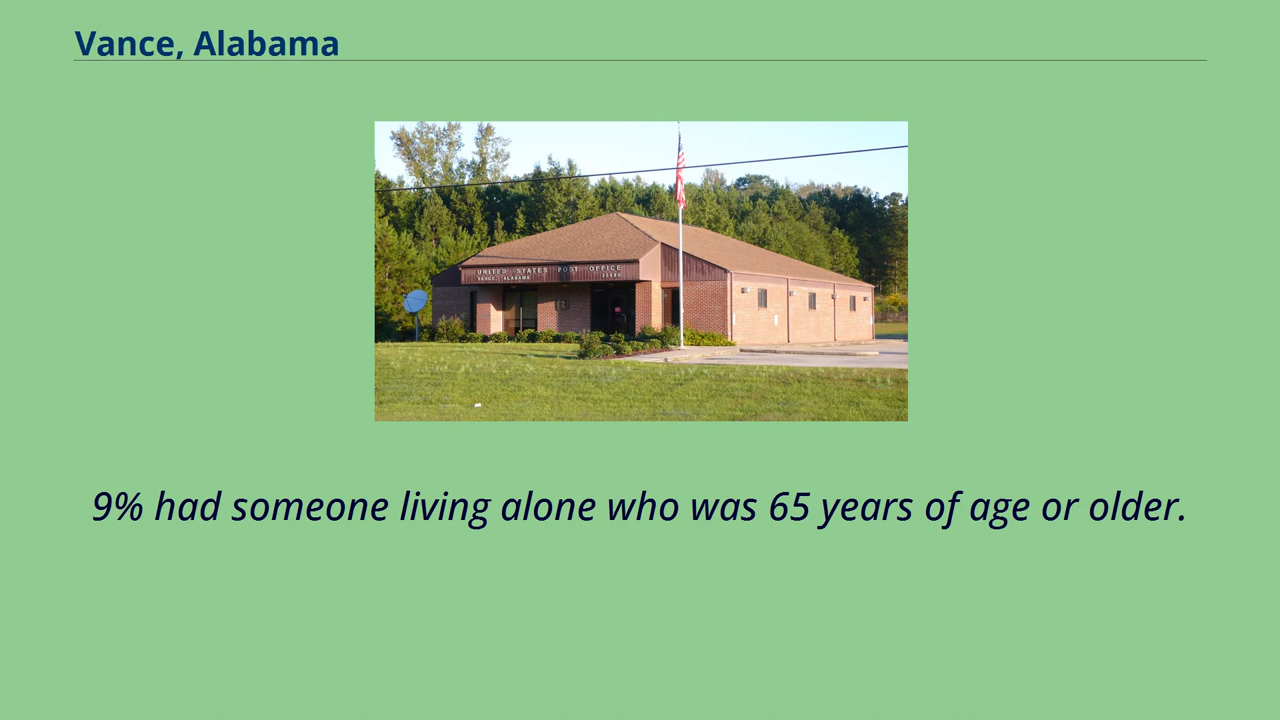 Vance, Alabama
UNITED STATES POST OFFICE
VANCE, ALABAMA 35490
9% had someone living alone who was 65 years of age or older.